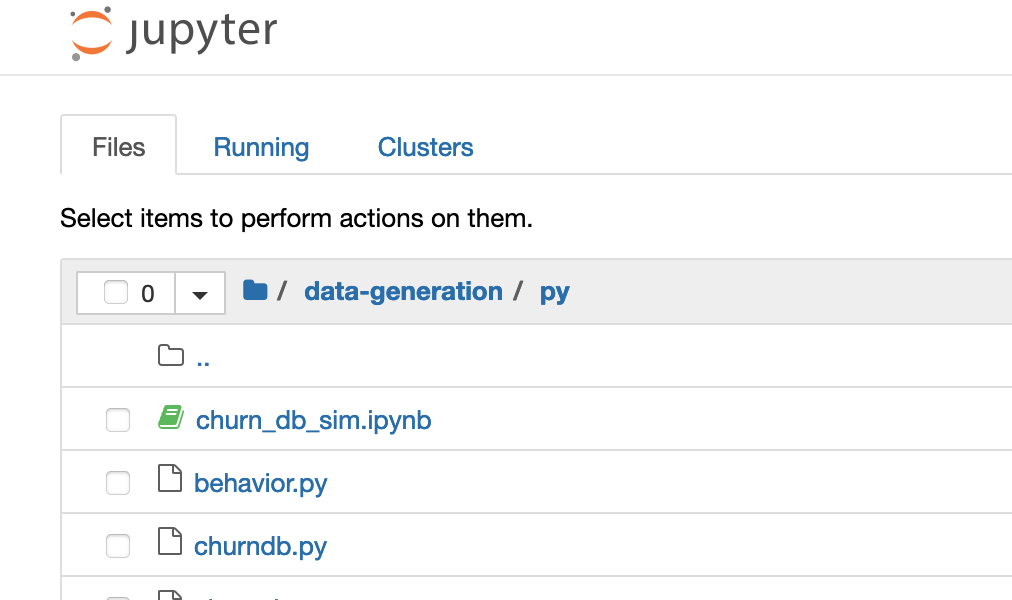 jupyter
Files Running Clusters
Select items to perform actions on them.
0 / data-generation / py
..
churn_db_sim.ipynb
behavior.py
churndb.py